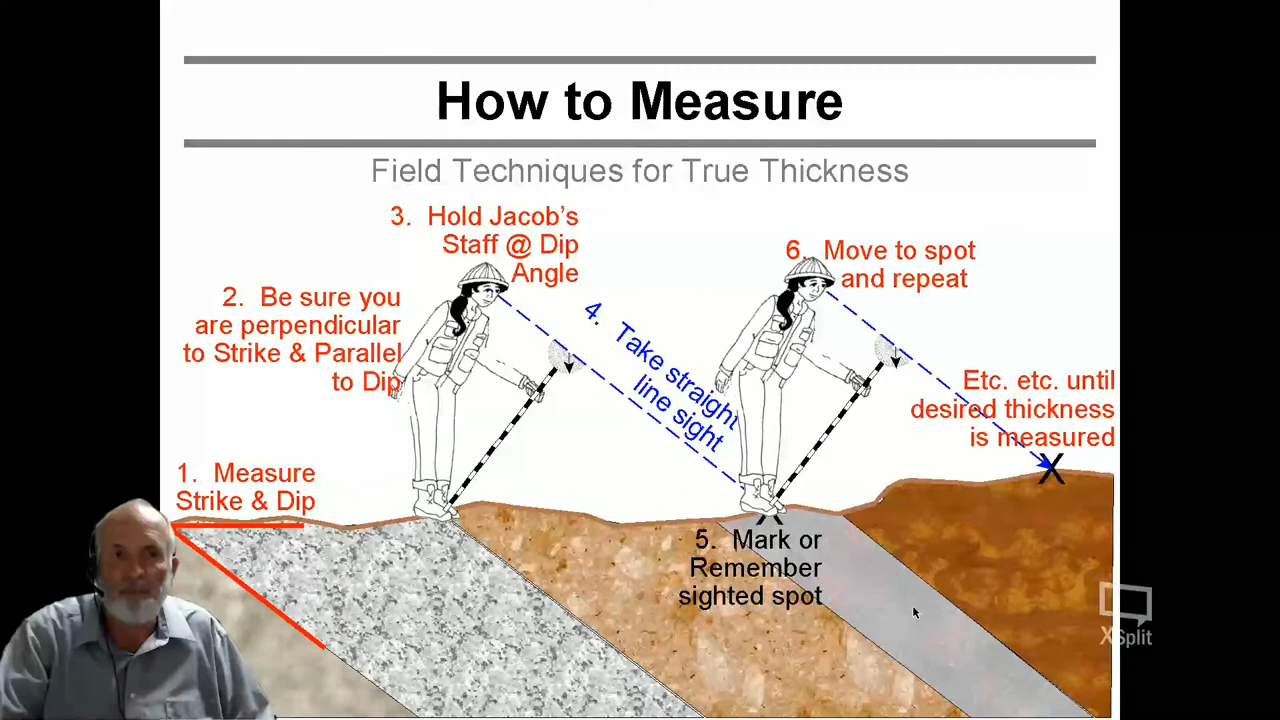 How to Measure
Field Techniques for True Thickness
3. Hold Jacob's
Staff @ Dip
Angle
2. Be sure you
are perpendicular
to Strike & Parallel
to Dip
1. Measure
Strike & Dip
4. Take straight
line sight
5. Mark or
Remember
sighted spot
6. Move to spot
and repeat
Etc. etc. until
desired thickness
is measured
X
X
XSplit